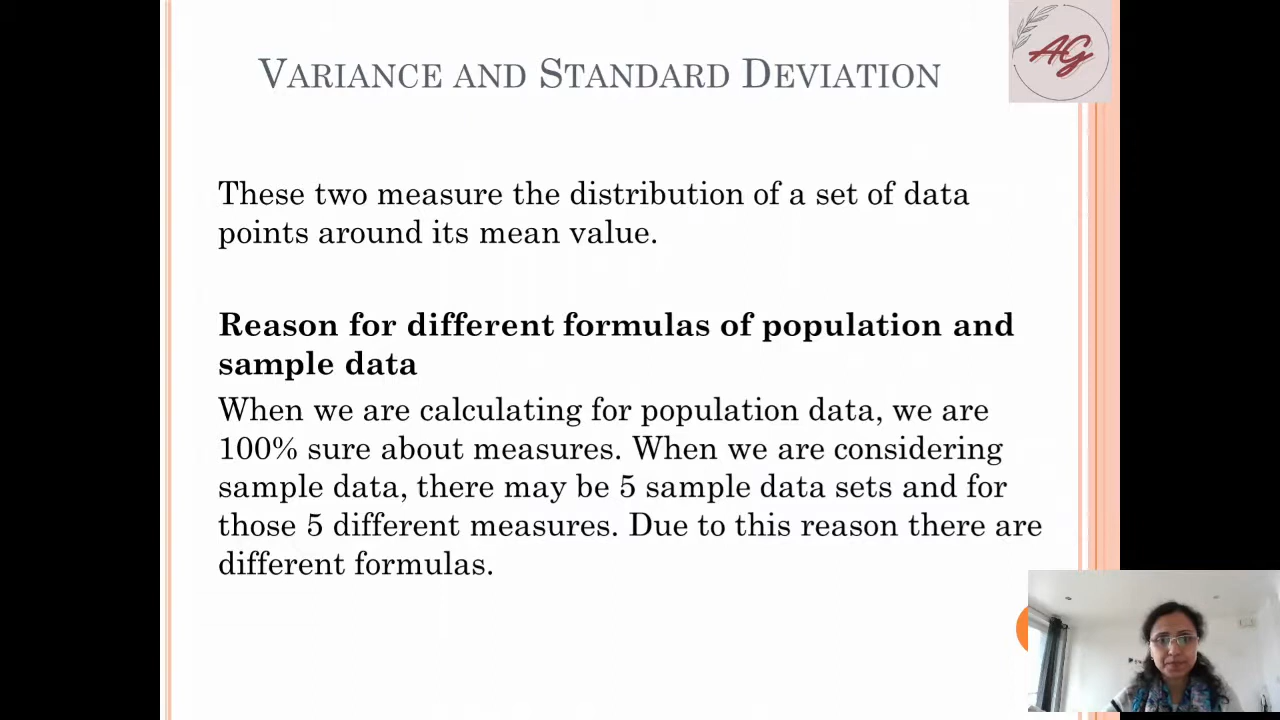 VARIANCE AND STANDARD DEVIATION
AG
These two measure the distribution of a set of data
points around its mean value.
Reason for different formulas of population and
sample data
When we are calculating for population data, we are
100% sure about measures. When we are considering
sample data, there may be 5 sample data sets and for
those 5 different measures. Due to this reason there are
different formulas.